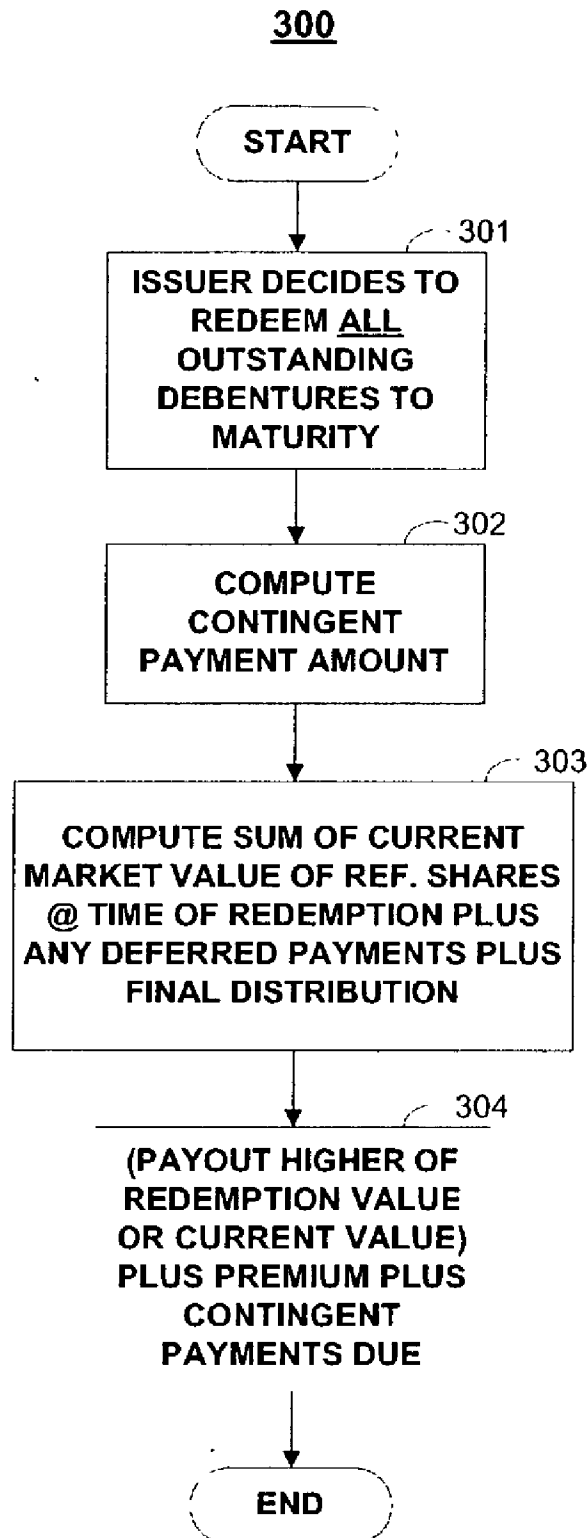 300
START
301
ISSUER DECIDES TO
REDEEM ALL
OUTSTANDING
DEBENTURES TO
MATURITY
302
COMPUTE
CONTINGENT
PAYMENT AMOUNT
303
COMPUTE SUM OF CURRENT
MARKET VALUE OF REF. SHARES
@ TIME OF REDEMPTION PLUS
ANY DEFERRED PAYMENTS PLUS
FINAL DISTRIBUTION
304
(PAYOUT HIGHER OF
REDEMPTION VALUE
OR CURRENT VALUE)
PLUS PREMIUM PLUS
CONTINGENT
PAYMENTS DUE
END